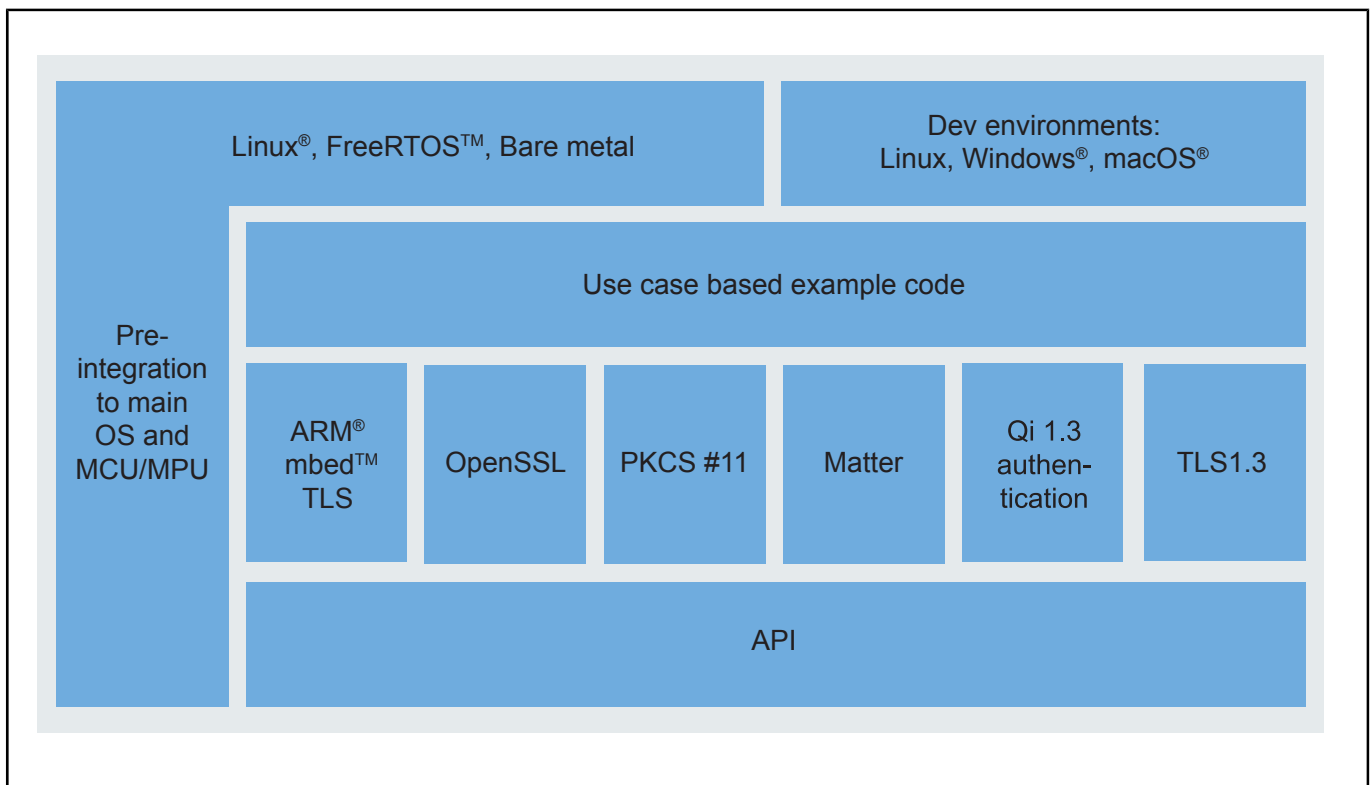 Linux®, FreeRTOS™, Bare metal
Dev environments:
Linux, Windows®, macOS®
Use case based example code
Pre-
integration
to main
OS and
MCU/MPU
ARM®
mbed™
TLS
OpenSSL
PKCS #11
Matter
Qi 1.3
authen-
tication
TLS1.3
API